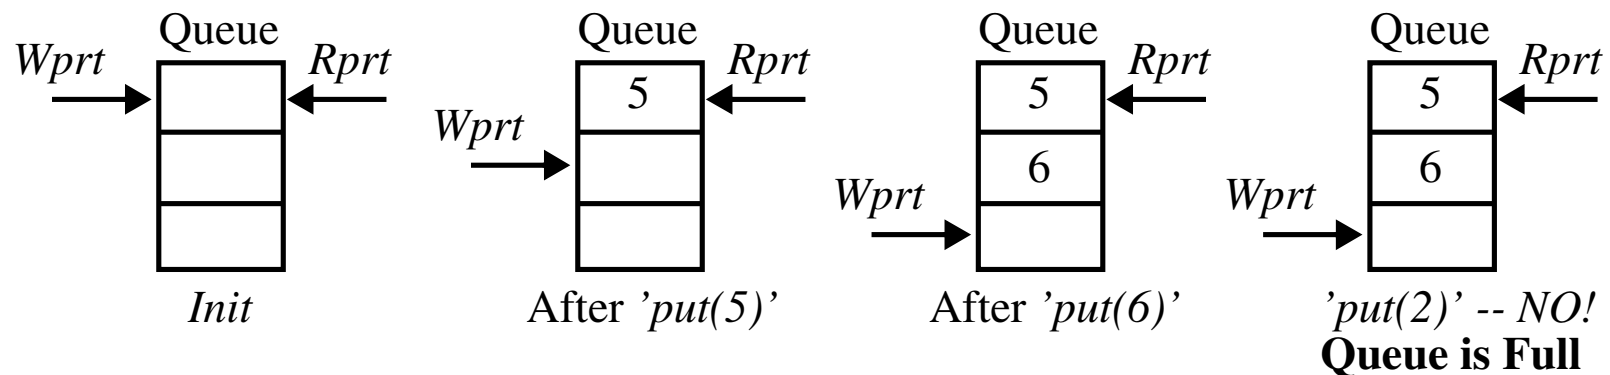 Queue
Wprt
Rprt
Init
Queue
5
Rprt
Wprt
After ’put(5)’
Queue
5
Rprt
6
Wprt
After ’put(6)’
Queue
5
Rprt
6
Wprt
’put(2)’ -- NO!
Queue is Full